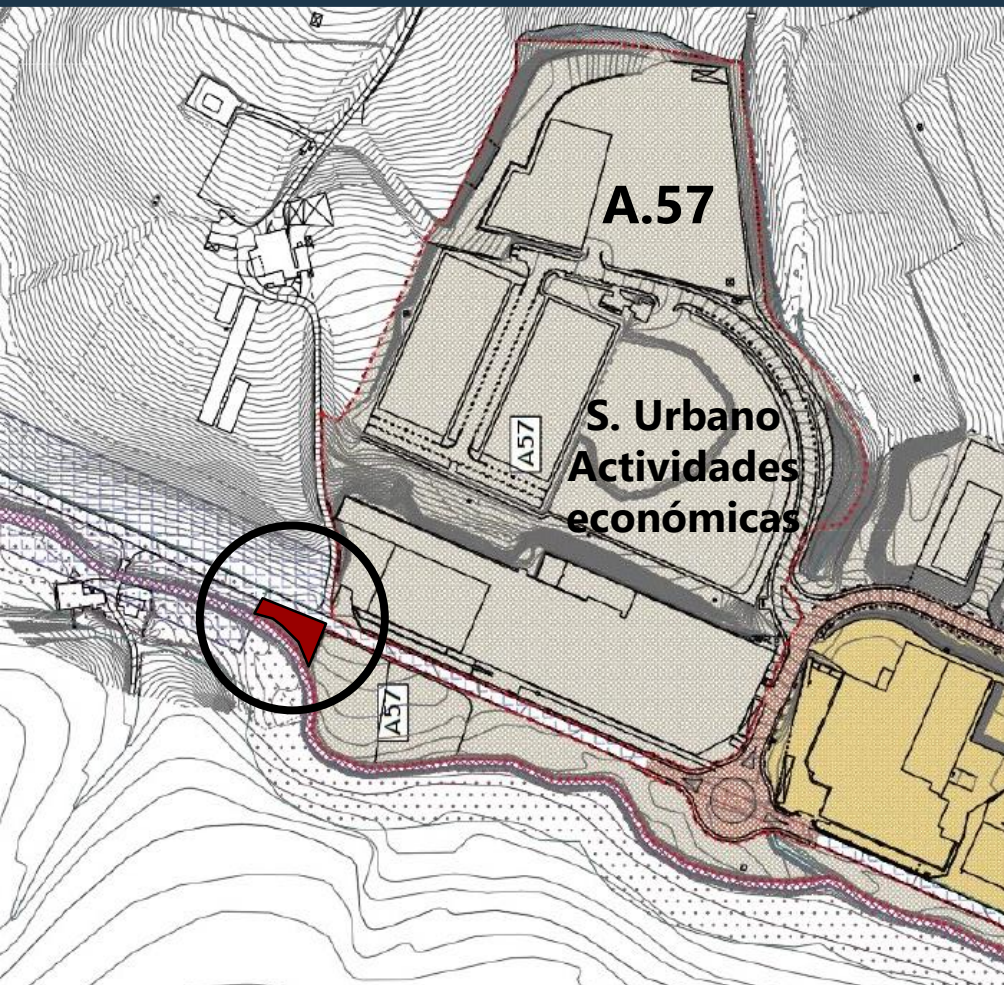 A.57
S. Urbano
Actividades
económicas
A57
A57